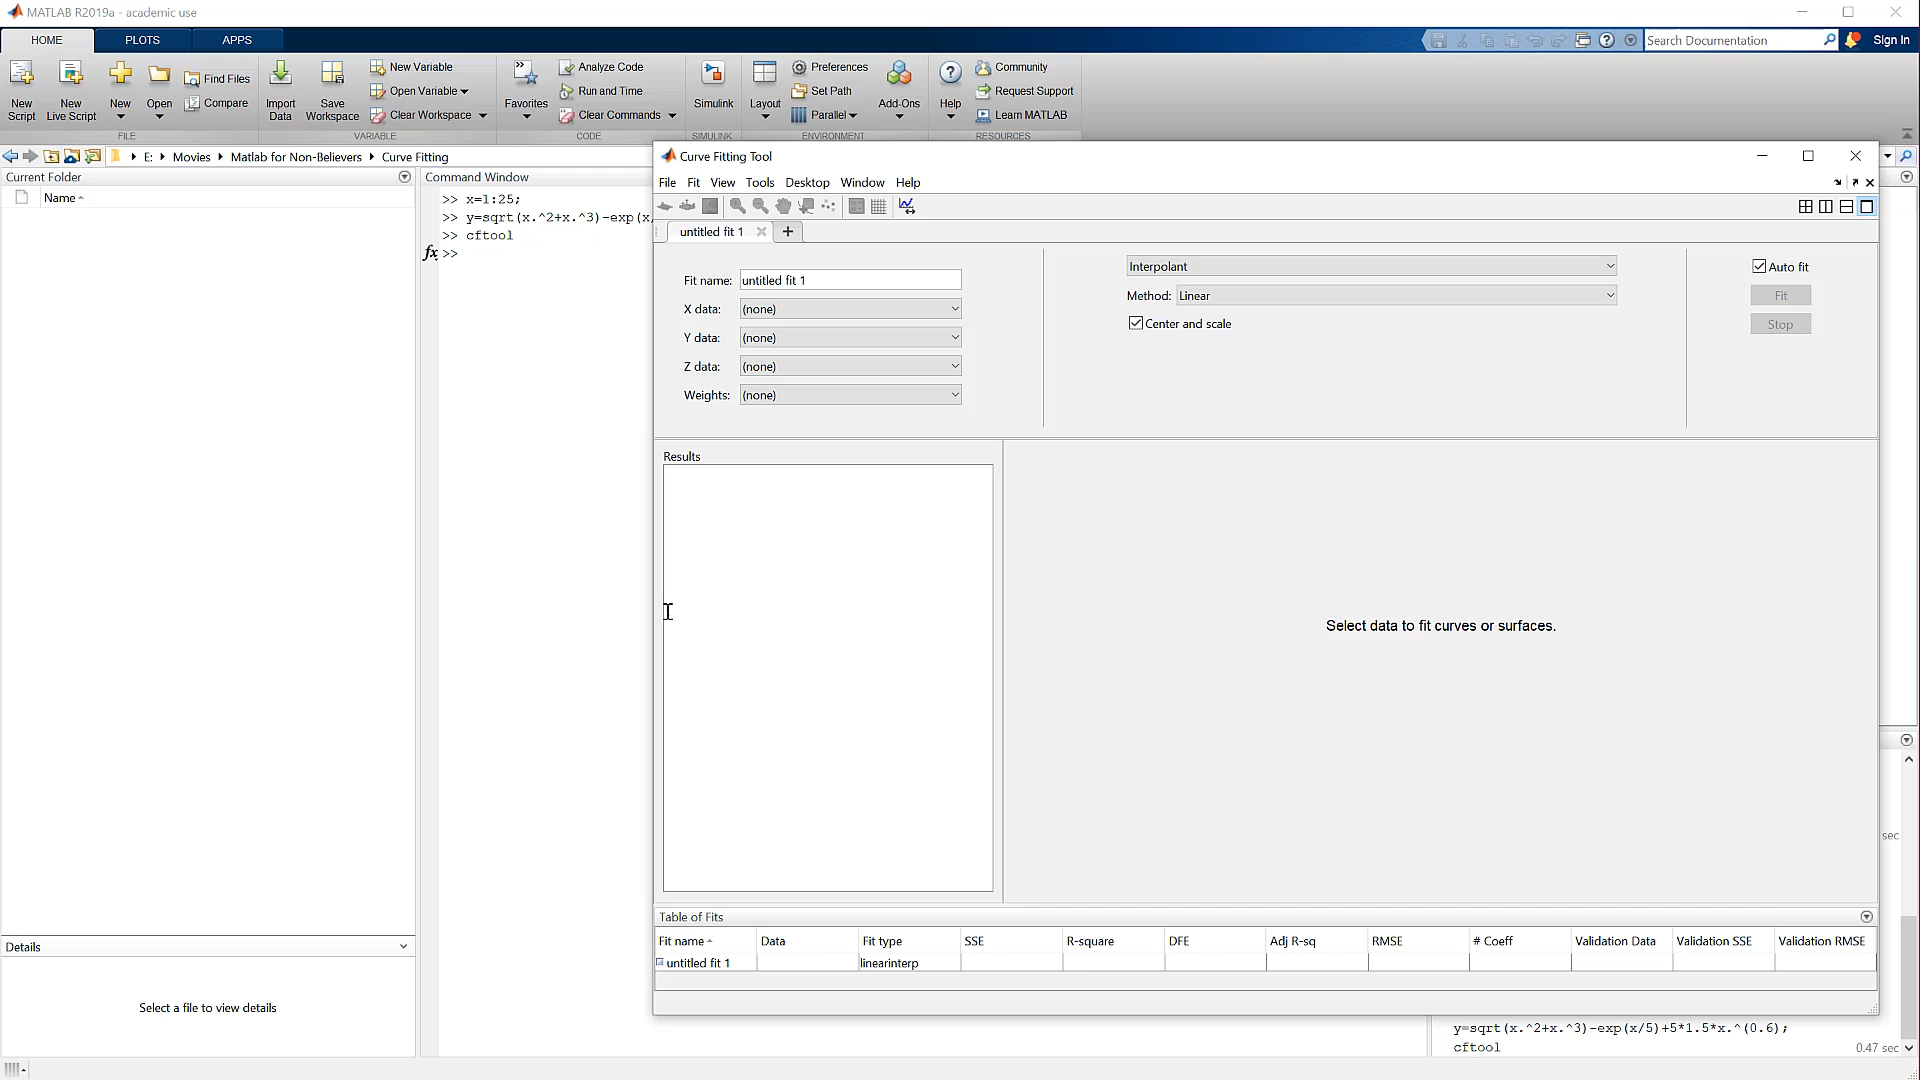 MATLAB R2019a - academic use
HOME
PLOTS
APPS
Search Documentation
Sign In
New Script
New Live Script
New
Open
Find Files
Compare
Import Data
Save Workspace
New Variable
Open Variable
Clear Workspace
Favorites
Analyze Code
Run and Time
Clear Commands
Simulink
Layout
Preferences
Set Path
Parallel
Add-Ons
Help
Community
Request Support
Learn MATLAB
FILE
VARIABLE
CODE
SIMULINK
ENVIRONMENT
RESOURCES
E: Movies Matlab for Non-Believers Curve Fitting
Current Folder
Name
Command Window
>> x=1:25;
>> y=sqrt(x.^2+x.^3)-exp(x
>> cftool
fx >>
Curve Fitting Tool
File Fit View Tools Desktop Window Help
untitled fit 1
Fit name: untitled fit 1
X data: (none)
Y data: (none)
Z data: (none)
Weights: (none)
Interpolant
Method: Linear
Center and scale
Auto fit
Fit
Stop
Results
Select data to fit curves or surfaces.
Table of Fits
Fit name Data Fit type SSE R-square DFE Adj R-sq RMSE # Coeff Validation Data Validation SSE Validation RMSE
untitled fit 1 linearinterp
Details
Select a file to view details
sec
y=sqrt(x.^2+x.^3)-exp(x/5)+5*1.5*x.^(0.6);
cftool
0.47 sec